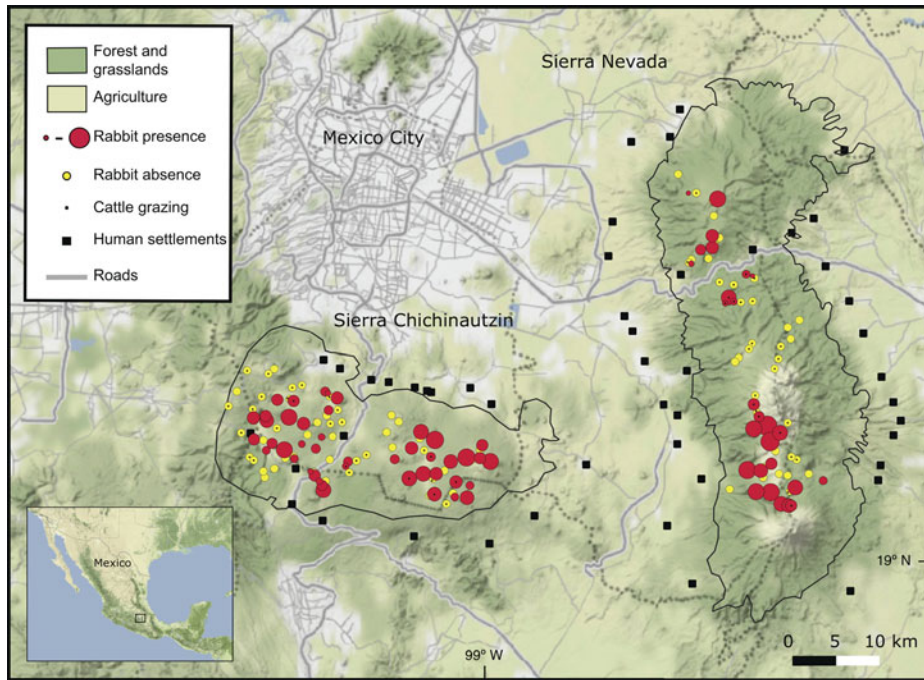 Forest and
grasslands
Agriculture
Rabbit presence
Rabbit absence
Cattle grazing
Human settlements
Roads
Sierra Nevada
Mexico City
Sierra Chichinautzin
Mexico
19° N
99° W
0 5 10 km